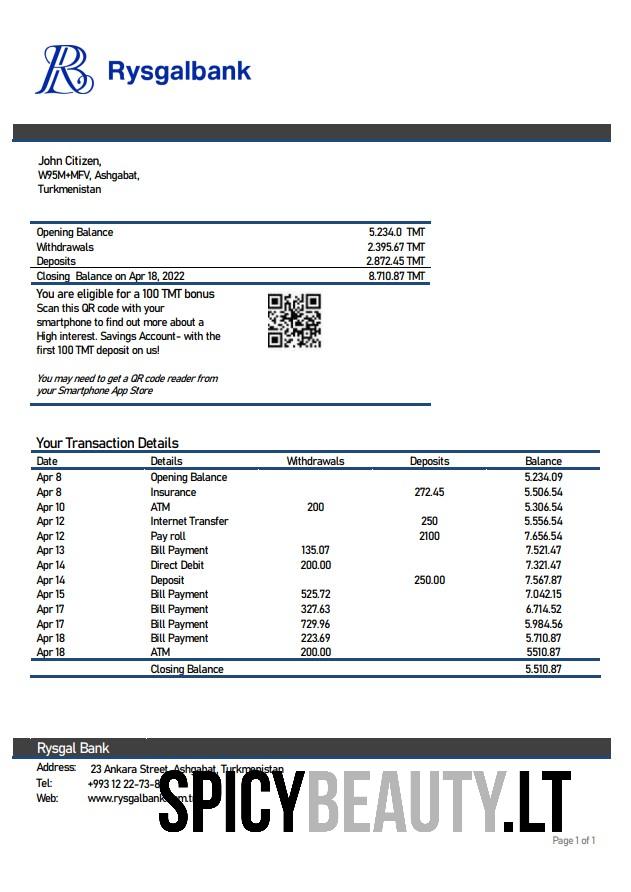 Rysgalbank
John Citizen,
W95M+MFV, Ashgabat,
Turkmenistan
Opening Balance 5.234.0 TMT
Withdrawals 2.395.67 TMT
Deposits 2.872.45 TMT
Closing Balance on Apr 18, 2022 8.710.87 TMT
You are eligible for a 100 TMT bonus
Scan this QR code with your
smartphone to find out more about a
High interest. Savings Account- with the
first 100 TMT deposit on us!
You may need to get a QR code reader from
your Smartphone App Store
Your Transaction Details
Date Details Withdrawals Deposits Balance
Apr 8 Opening Balance 5.234.09
Apr 8 Insurance 272.45 5.506.54
Apr 10 ATM 200 5.306.54
Apr 12 Internet Transfer 250 5.556.54
Apr 12 Pay roll 2100 7.656.54
Apr 13 Bill Payment 135.07 7.521.47
Apr 14 Direct Debit 200.00 7.321.47
Apr 14 Deposit 250.00 7.567.87
Apr 15 Bill Payment 525.72 7.042.15
Apr 17 Bill Payment 327.63 6.714.52
Apr 17 Bill Payment 729.96 5.984.56
Apr 18 Bill Payment 223.69 5.710.87
Apr 18 ATM 200.00 5510.87
Closing Balance 5.510.87
Rysgal Bank
Address: 23 Ankara Street, Ashgabat, Turkmenistan
Tel: +993 12 22-73-8
Web: www.rysgalbank
SPICYBEAUTY.LT
Page 1 of 1